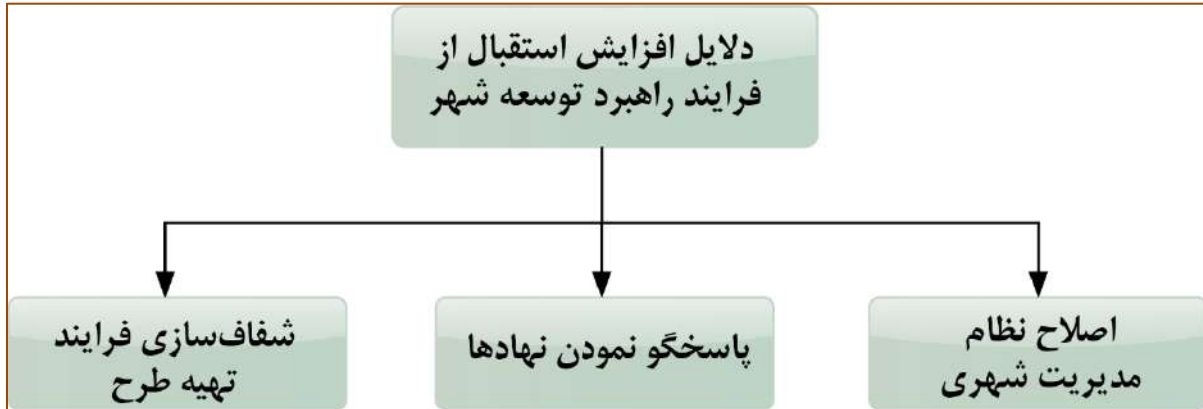 دلایل افزایش استقبال از
فرایند راهبرد توسعه شهر
اصلاح نظام
مدیریت شهری
پاسخگو نمودن نهادها
شفاف‌سازی فرایند
تهیه طرح